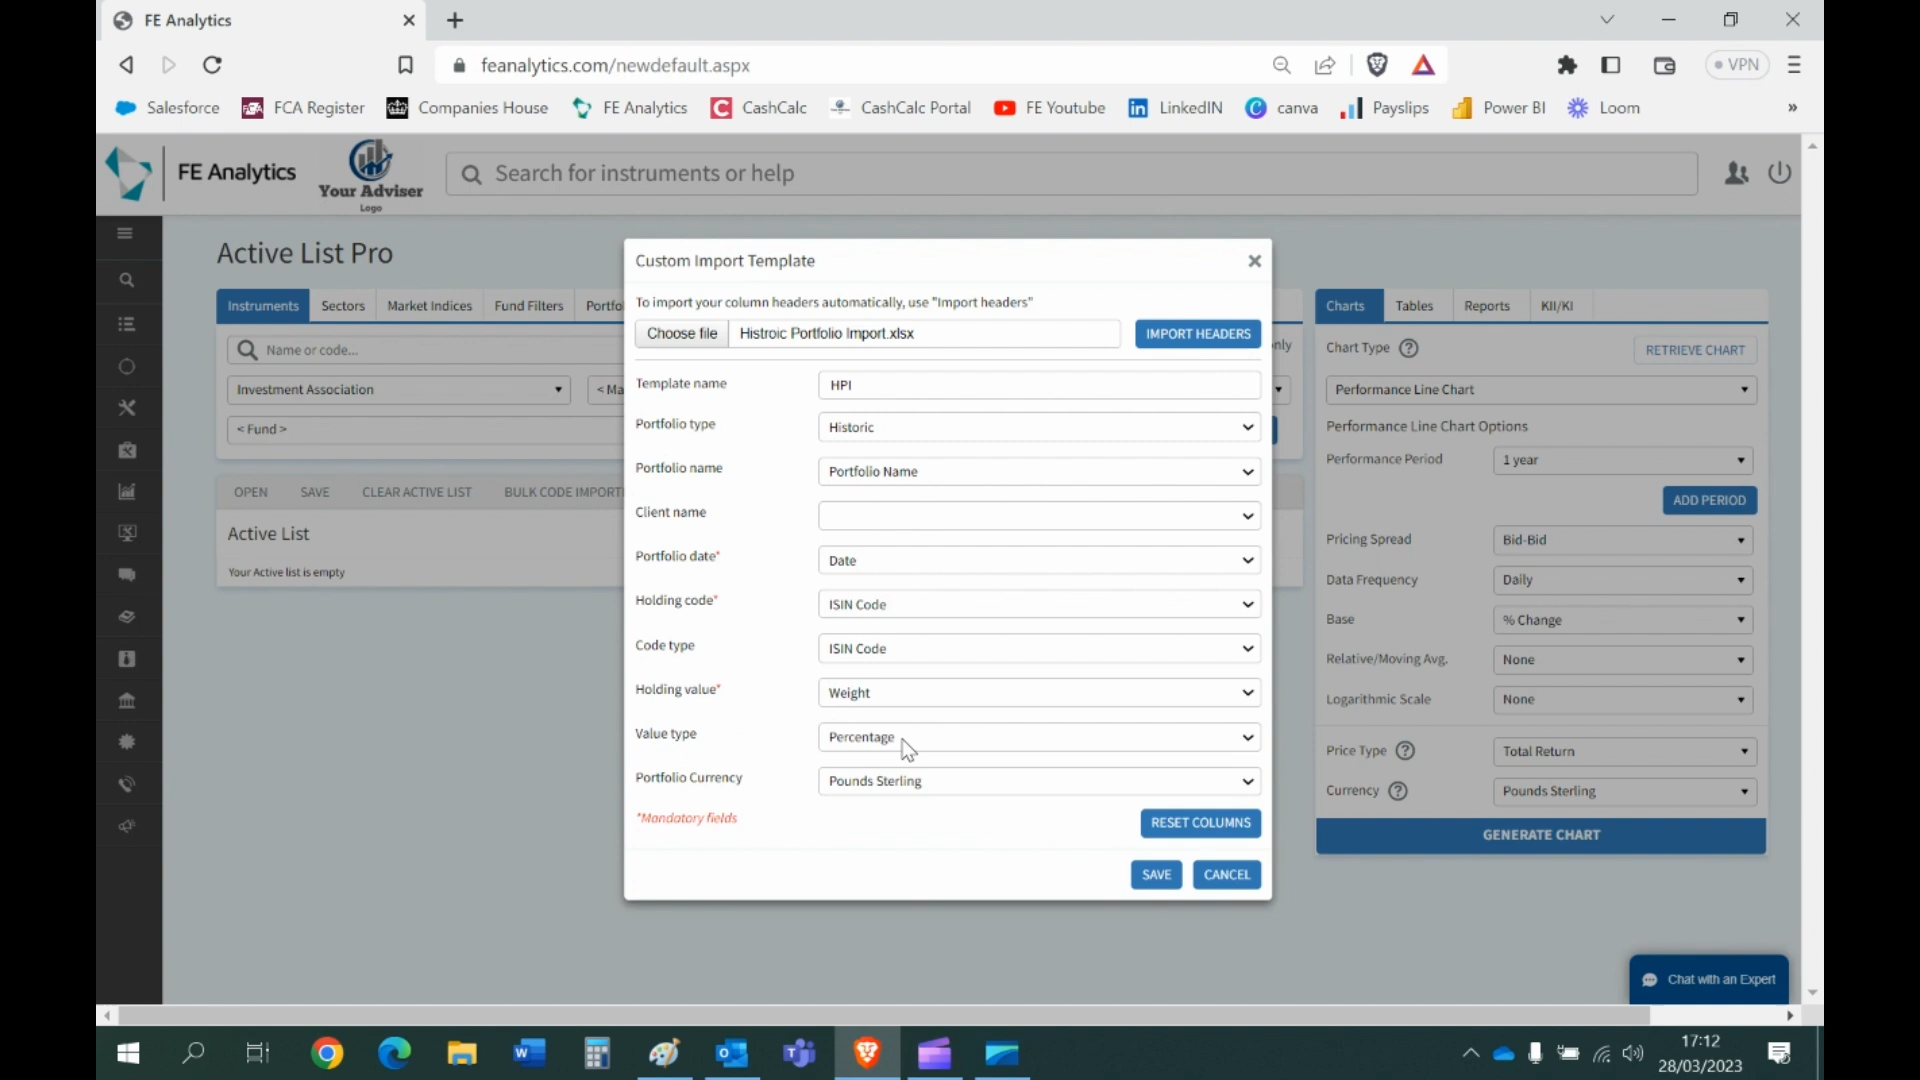 FE Analytics
feanalytics.com/newdefault.aspx
VPN
Salesforce
FCA Register
Companies House
FE Analytics
CashCalc
CashCalc Portal
FE Youtube
LinkedIN
canva
Payslips
Power BI
Loom
FE Analytics
Your Adviser
Logo
Search for instruments or help
Active List Pro
Instruments
Sectors
Market Indices
Fund Filters
Portfo
Name or code...
nly
Investment Association
< Ma
< Fund >
OPEN
SAVE
CLEAR ACTIVE LIST
BULK CODE IMPORT
Active List
Your Active list is empty
Custom Import Template
To import your column headers automatically, use "Import headers"
Choose file
Histroic Portfolio Import.xlsx
IMPORT HEADERS
Template name
HPI
Portfolio type
Historic
Portfolio name
Portfolio Name
Client name
Portfolio date*
Date
Holding code*
ISIN Code
Code type
ISIN Code
Holding value*
Weight
Value type
Percentage
Portfolio Currency
Pounds Sterling
*Mandatory fields
RESET COLUMNS
SAVE
CANCEL
Charts
Tables
Reports
KII/KI
Chart Type
RETRIEVE CHART
Performance Line Chart
Performance Line Chart Options
Performance Period
1 year
ADD PERIOD
Pricing Spread
Bid-Bid
Data Frequency
Daily
Base
% Change
Relative/Moving Avg.
None
Logarithmic Scale
None
Price Type
Total Return
Currency
Pounds Sterling
GENERATE CHART
Chat with an Expert
17:12
28/03/2023